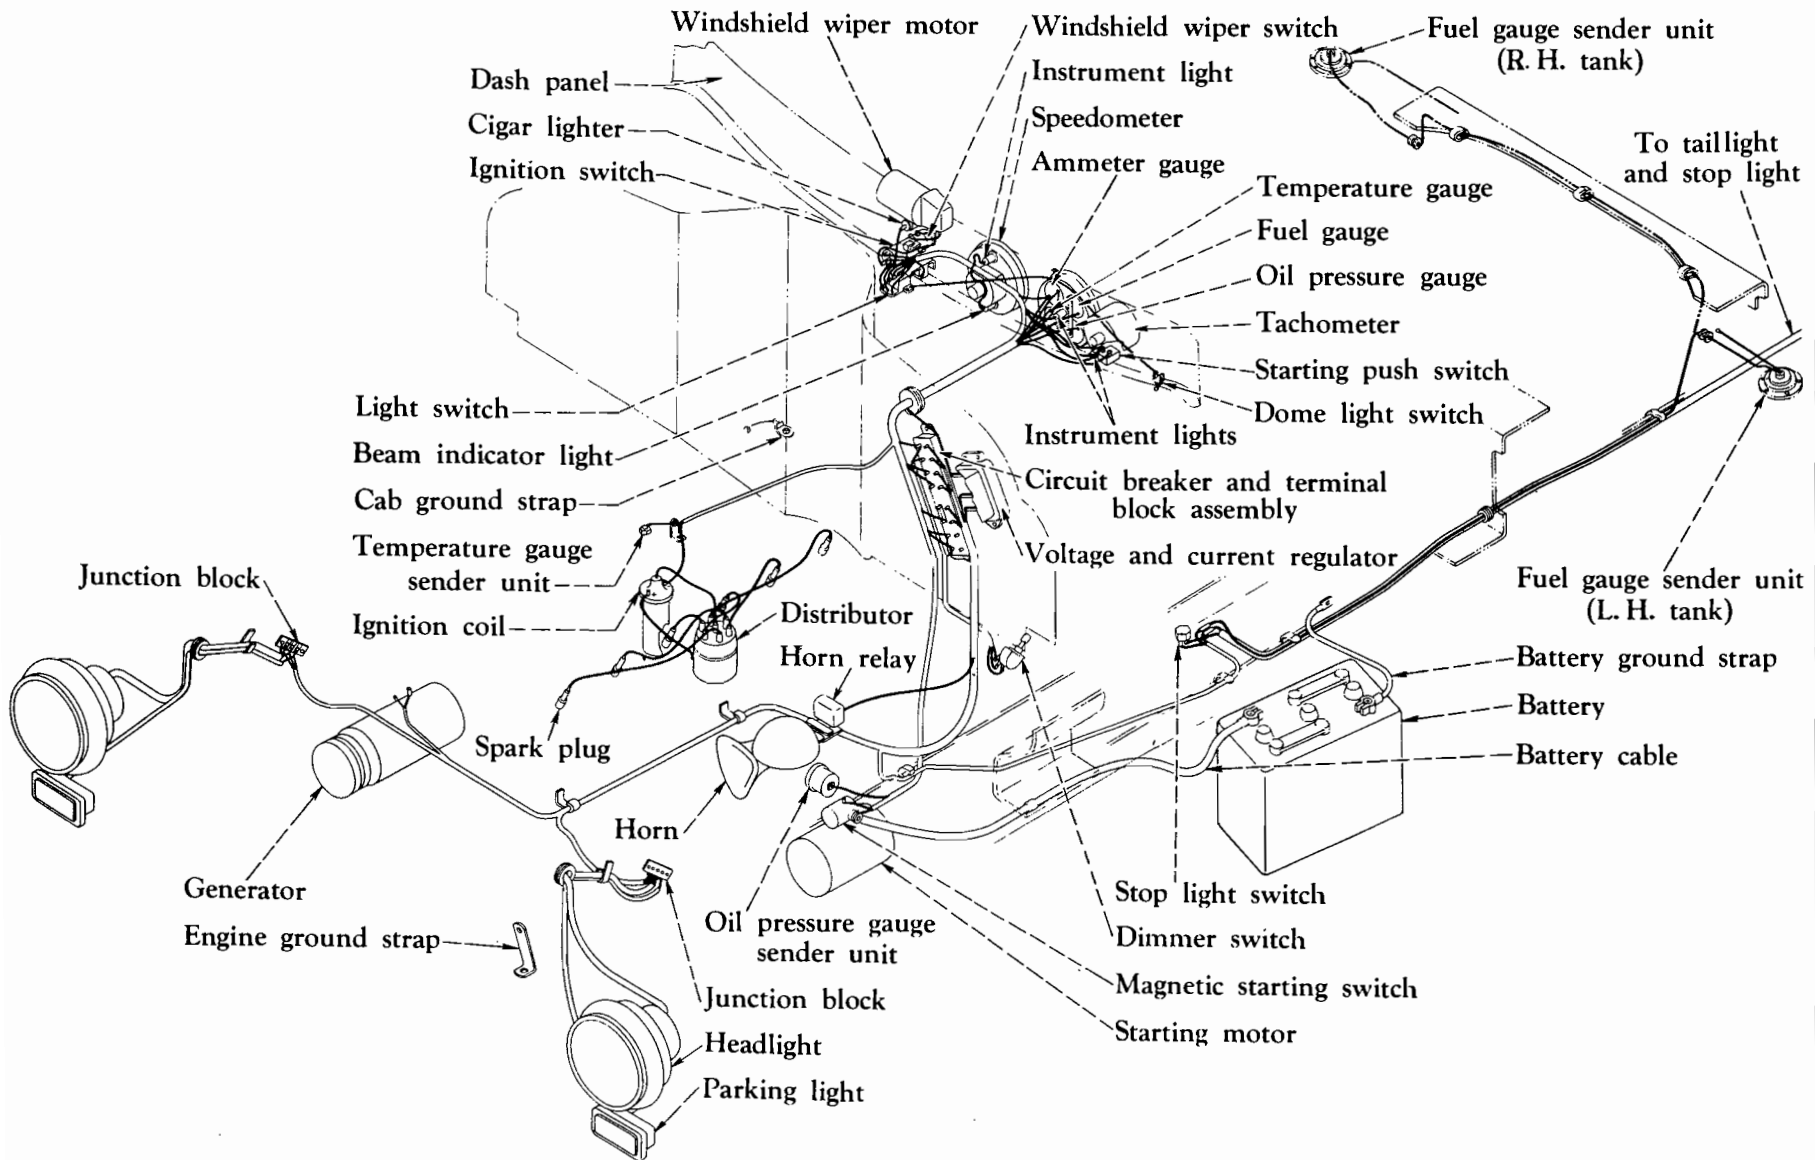 Windshield wiper motor
Windshield wiper switch
Fuel gauge sender unit
(R. H. tank)
Dash panel
Instrument light
Cigar lighter
Speedometer
To taillight
and stop light
Ignition switch
Ammeter gauge
Temperature gauge
Fuel gauge
Oil pressure gauge
Tachometer
Starting push switch
Light switch
Dome light switch
Instrument lights
Beam indicator light
Circuit breaker and terminal
block assembly
Cab ground strap
Temperature gauge
sender unit
Voltage and current regulator
Junction block
Fuel gauge sender unit
(L. H. tank)
Ignition coil
+
Distributor
Horn relay
Battery ground strap
Battery
Spark plug
Battery cable
Horn
Generator
Stop light switch
Engine ground strap
Oil pressure gauge
sender unit
Dimmer switch
Magnetic starting switch
Junction block
Starting motor
Headlight
Parking light